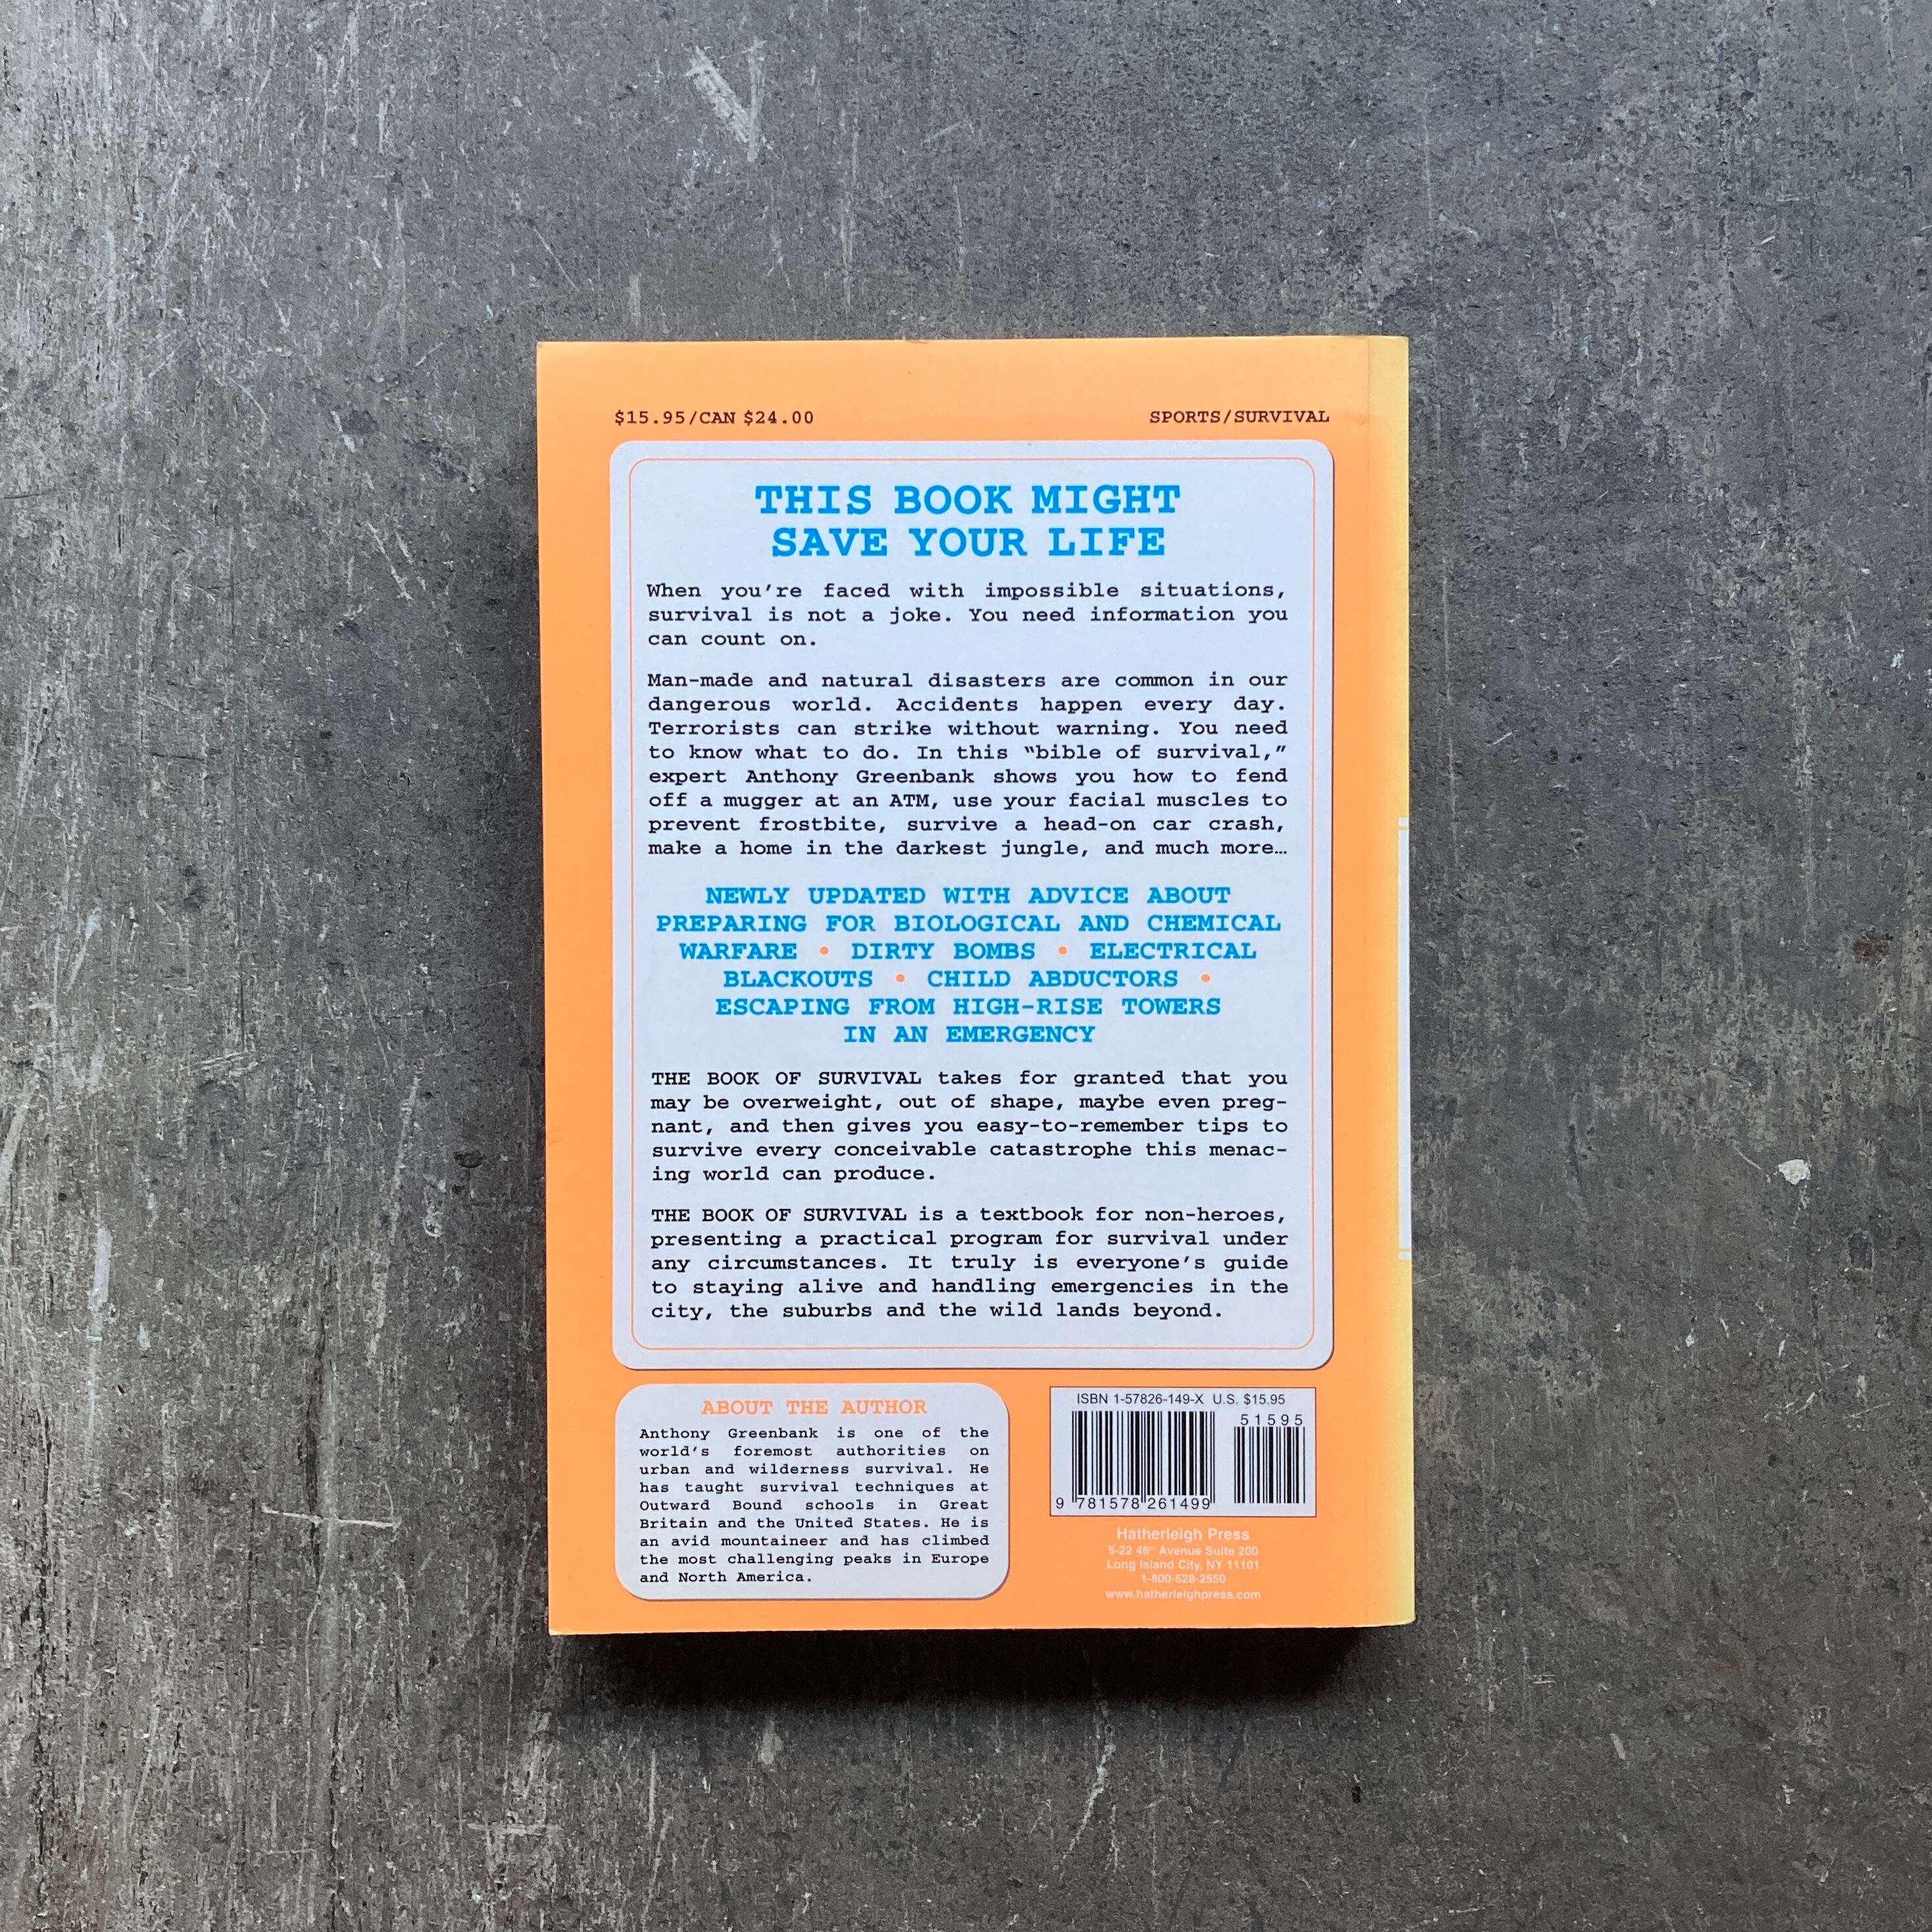 $15.95/CAN $24.00
SPORTS/SURVIVAL
THIS BOOK MIGHT
SAVE YOUR LIFE
When you're faced with impossible situations,
survival is not a joke. You need information you
can count on.
Man-made and natural disasters are common in our
dangerous world. Accidents happen every day.
Terrorists can strike without warning. You need
to know what to do. In this “bible of survival,”
expert Anthony Greenbank shows you how to fend
off a mugger at an ATM, use your facial muscles to
prevent frostbite, survive a head-on car crash,
make a home in the darkest jungle, and much more…
NEWLY UPDATED WITH ADVICE ABOUT
PREPARING FOR BIOLOGICAL AND CHEMICAL
WARFARE • DIRTY BOMBS • ELECTRICAL
BLACKOUTS • CHILD ABDUCTORS •
ESCAPING FROM HIGH-RISE TOWERS
IN AN EMERGENCY
THE BOOK OF SURVIVAL takes for granted that you
may be overweight, out of shape, maybe even preg-
nant, and then gives you easy-to-remember tips to
survive every conceivable catastrophe this menac-
ing world can produce.
THE BOOK OF SURVIVAL is a textbook for non-heroes,
presenting a practical program for survival under
any circumstances. It truly is everyone's guide
to staying alive and handling emergencies in the
city, the suburbs and the wild lands beyond.
ABOUT THE AUTHOR
Anthony Greenbank is one of the
world's foremost authorities on
urban and wilderness survival. He
has taught survival techniques at
Outward Bound schools in Great
Britain and the United States. He is
an avid mountaineer and has climbed
the most challenging peaks in Europe
and North America.
ISBN 1-57826-149-X U.S. $15.95
51595
9 781578 261499
Hatherleigh Press
5-22 46th Avenue Suite 200
Long Island City, NY 11101
1-800-528-2550
www.hatherleighpress.com